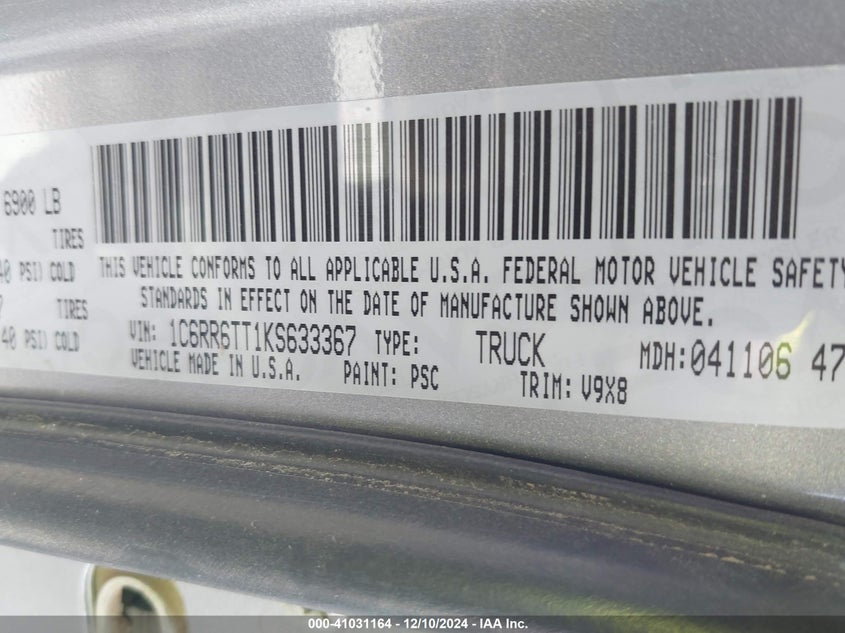 6900 LB
TIRES
40 PSI) COLD
TIRES
40 PSI) COLD
THIS VEHICLE CONFORMS TO ALL APPLICABLE U.S.A. FEDERAL MOTOR VEHICLE SAFETY
STANDARDS IN EFFECT ON THE DATE OF MANUFACTURE SHOWN ABOVE.
VIN: 1C6RR6TT1KS633367 TYPE: TRUCK MDH:041106 47
VEHICLE MADE IN U.S.A. PAINT: PSC TRIM: V9X8
000-41031164 - 12/10/2024 - IAA Inc.